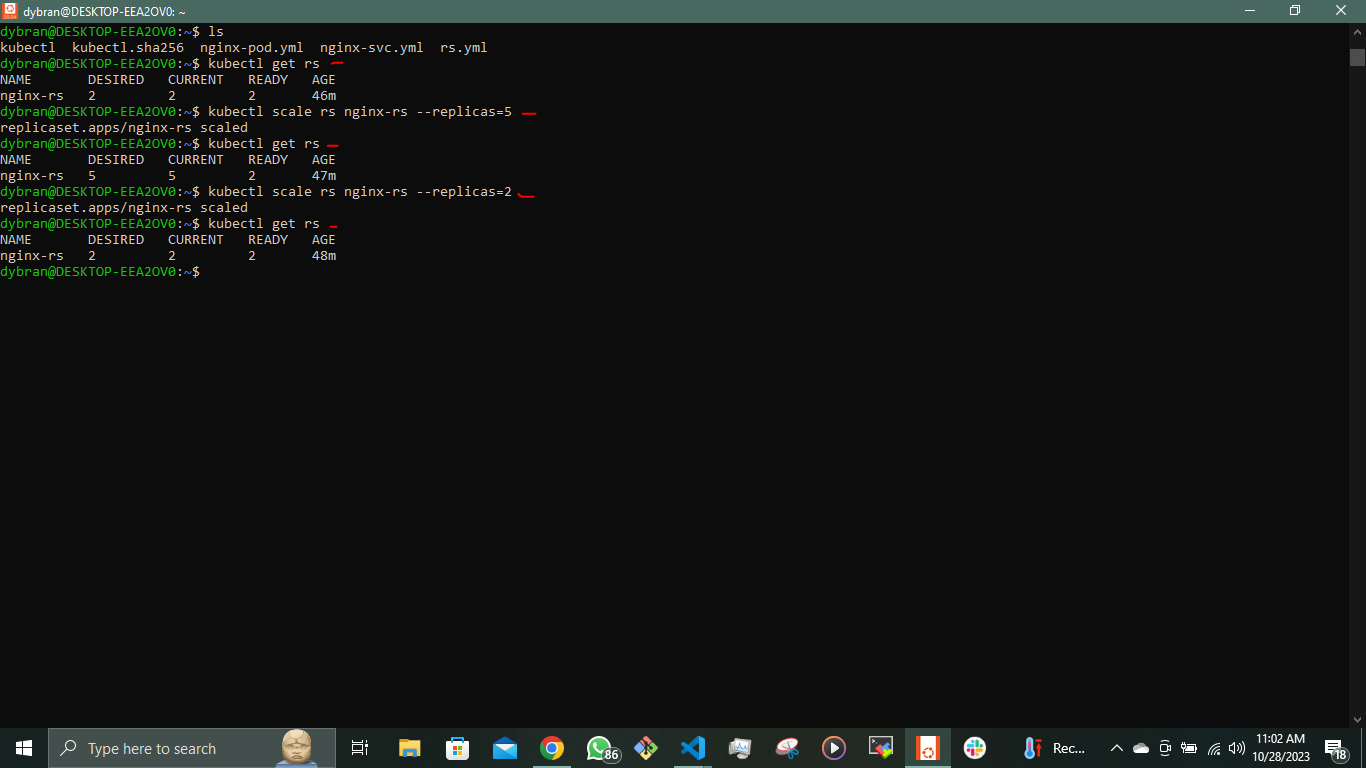 dybran@DESKTOP-EEA2OV0: ~
dybran@DESKTOP-EEA2OV0:~$ ls
kubectl  kubectl.sha256  nginx-pod.yml  nginx-svc.yml  rs.yml
dybran@DESKTOP-EEA2OV0:~$ kubectl get rs
NAME       DESIRED   CURRENT   READY   AGE
nginx-rs   2         2         2       46m
dybran@DESKTOP-EEA2OV0:~$ kubectl scale rs nginx-rs --replicas=5
replicaset.apps/nginx-rs scaled
dybran@DESKTOP-EEA2OV0:~$ kubectl get rs
NAME       DESIRED   CURRENT   READY   AGE
nginx-rs   5         5         2       47m
dybran@DESKTOP-EEA2OV0:~$ kubectl scale rs nginx-rs --replicas=2
replicaset.apps/nginx-rs scaled
dybran@DESKTOP-EEA2OV0:~$ kubectl get rs
NAME       DESIRED   CURRENT   READY   AGE
nginx-rs   2         2         2       48m
dybran@DESKTOP-EEA2OV0:~$
Type here to search
86
Rec...
11:02 AM
10/28/2023
18